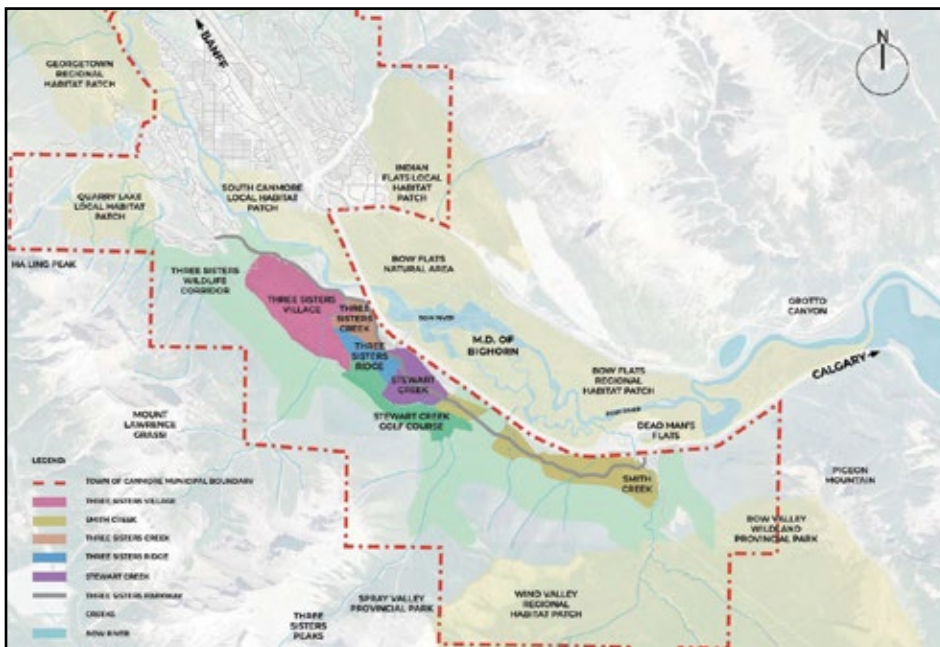 BANFF
N
GEORGETOWN
REGIONAL
HABITAT PATCH
INDIAN
FLATS LOCAL
HABITAT
PATCH
SOUTH CANMORE
LOCAL HABITAT
PATCH
QUARRY LAKE
LOCAL HABITAT
PATCH
HA LING PEAK
THREE SISTERS
WILDLIFE
CORRIDOR
BOW FLATS
NATURAL AREA
THREE SISTERS
VILLAGE
THREE
SISTERS
CREEK
BOW RIVER
GROTTO
CANYON
M.D. OF
BIGHORN
THREE
SISTERS
RIDGE
STEWART
CREEK
BOW FLATS
REGIONAL
HABITAT PATCH
CALGARY
BOW RIVER
STEWART CREEK
GOLF COURSE
DEAD MAN'S
FLATS
MOUNT
LAWRENCE
GRASSI
SMITH
CREEK
PIGEON
MOUNTAIN
BOW VALLEY
WILDLAND
PROVINCIAL PARK
LEGEND:
TOWN OF CANMORE MUNICIPAL BOUNDARY
THREE SISTERS VILLAGE
SMITH CREEK
THREE SISTERS CREEK
THREE SISTERS RIDGE
STEWART CREEK
THREE SISTERS PARKWAY
CREEKS
BOW RIVER
SPRAY VALLEY
PROVINCIAL PARK
THREE
SISTERS
PEAKS
WIND VALLEY
REGIONAL
HABITAT PATCH